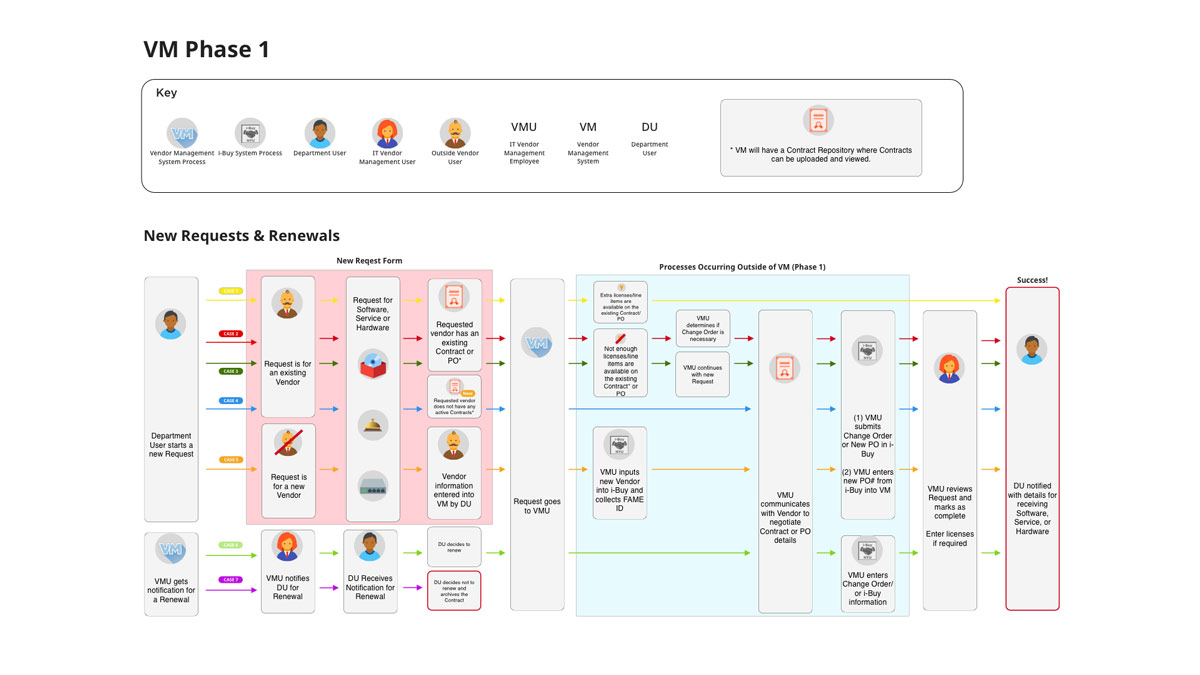 VM Phase 1
Key
Vendor Management
System Process
I-Buy System Process
Department User
IT Vendor
Management User
Outside Vendor
User
VMU
IT Vendor
Management
Employee
VM
Vendor
Management
System
DU
Department
User
* VM will have a Contract Repository where Contracts
can be uploaded and viewed.
New Requests & Renewals
New Reqest Form
Processes Occurring Outside of VM (Phase 1)
Success!
Department
User starts a
new Request
VMU gets
notification for
a Renewal
CASE 1
CASE 2
CASE 3
CASE 4
CASE 5
CASE 6
CASE 7
Request is for
an existing
Vendor
Request is
for a new
Vendor
VMU notifies
DU for
Renewal
Request for
Software,
Service or
Hardware
DU Receives
Notification for
Renewal
Requested
vendor has an
existing
Contract or
PO*
Requested vendor
does not have any
active Contracts*
Vendor
information
entered into
VM by DU
DU decides to
renew
DU decides not to
renew and
archives the
Contract
VM
Request goes
to VMU
Extra licenses/line
items are
available on the
existing Contract/
PO
Not enough
licenses/line
items are
available on
the existing
Contract* or
PO
VMU
determines if
Change Order is
necessary
VMU continues
with new
Request
VMU inputs
new Vendor
into i-Buy and
collects FAME
ID
VMU
communicates
with Vendor to
negotiate
Contract or PO
details
(1) VMU
submits
Change Order
or New PO in i-
Buy
(2) VMU enters
new PO# from
i-Buy into VM
VMU enters
Change Order/
or i-Buy
information
VMU reviews
Request and
marks as
complete
Enter licenses
if required
DU notified
with details for
receiving
Software,
Service, or
Hardware